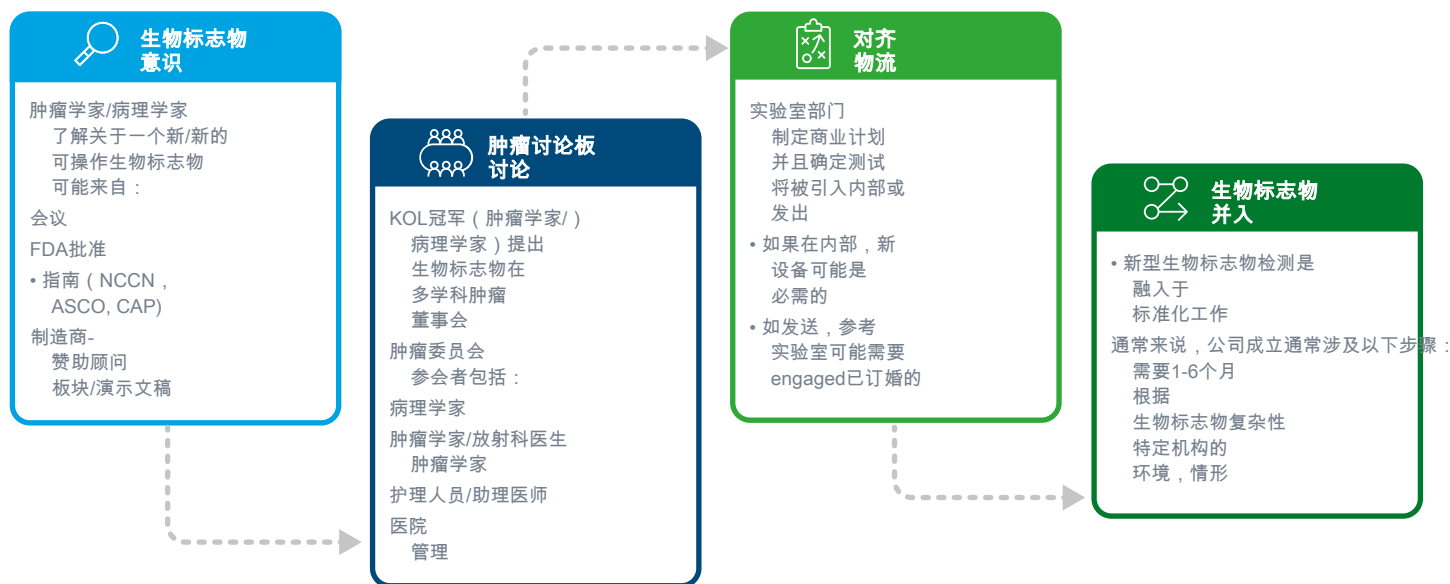 生物标志物
意识
肿瘤学家/病理学家
了解关于一个新/新的
可操作生物标志物
可能来自：
会议
FDA批准
• 指南（NCCN，
ASCO, CAP)
制造商-
赞助顾问
板块/演示文稿
肿瘤讨论板
讨论
KOL冠军（肿瘤学家/）
病理学家）提出
生物标志物在
多学科肿瘤
董事会
肿瘤委员会
参会者包括：
病理学家
肿瘤学家/放射科医生
肿瘤学家
护理人员/助理医师
医院
管理
对齐
物流
实验室部门
制定商业计划
并且确定测试
将被引入内部或
发出
• 如果在内部，新
设备可能是
必需的
• 如发送，参考
实验室可能需要
engaged已订婚的
生物标志物
并入
• 新型生物标志物检测是
融入于
标准化工作
通常来说，公司成立通常涉及以下步骤：
需要1-6个月
根据
生物标志物复杂性
特定机构的
环境，情形